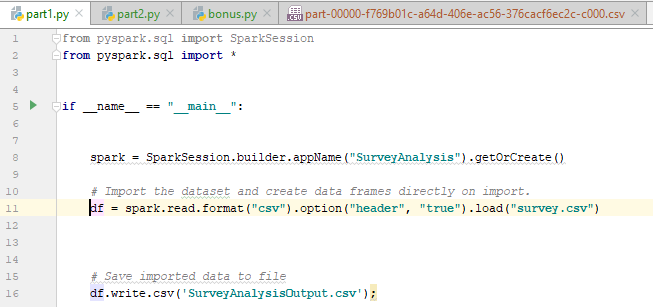 part1.py × part2.py × bonus.py × part-00000-f769b01c-a64d-406e-ac56-376cacf6ec2c-c000.csv ×
1 from pyspark.sql import SparkSession
2 from pyspark.sql import *
3
4
5 if __name__ == "__main__":
6
7
8 spark = SparkSession.builder.appName("SurveyAnalysis").getOrCreate()
9
10 # Import the dataset and create data frames directly on import.
11 df = spark.read.format("csv").option("header", "true").load("survey.csv")
12
13
14
15 # Save imported data to file
16 df.write.csv('SurveyAnalysisOutput.csv');